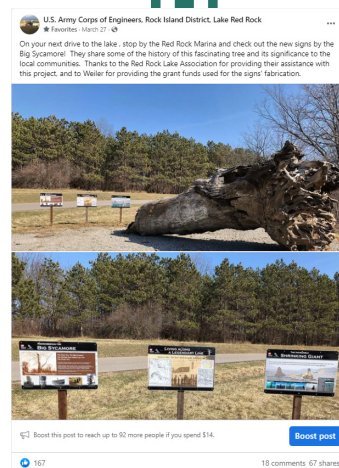 U.S. Army Corps of Engineers, Rock Island District, Lake Red Rock
Favorites · March 27 ·
On your next drive to the lake , stop by the Red Rock Marina and check out the new signs by the
Big Sycamore! They share some of the history of this fascinating tree and its significance to the
local communities. Thanks to the Red Rock Lake Association for providing their assistance with
this project, and to Weiler for providing the grant funds used for the signs' fabrication.
BIG SYCAMORE
LIVING ALONG
A LEGENDARY LINE
SHRINKING GIANT
Boost this post to reach up to 92 more people if you spend $14.
Boost post
167
18 comments 67 shares